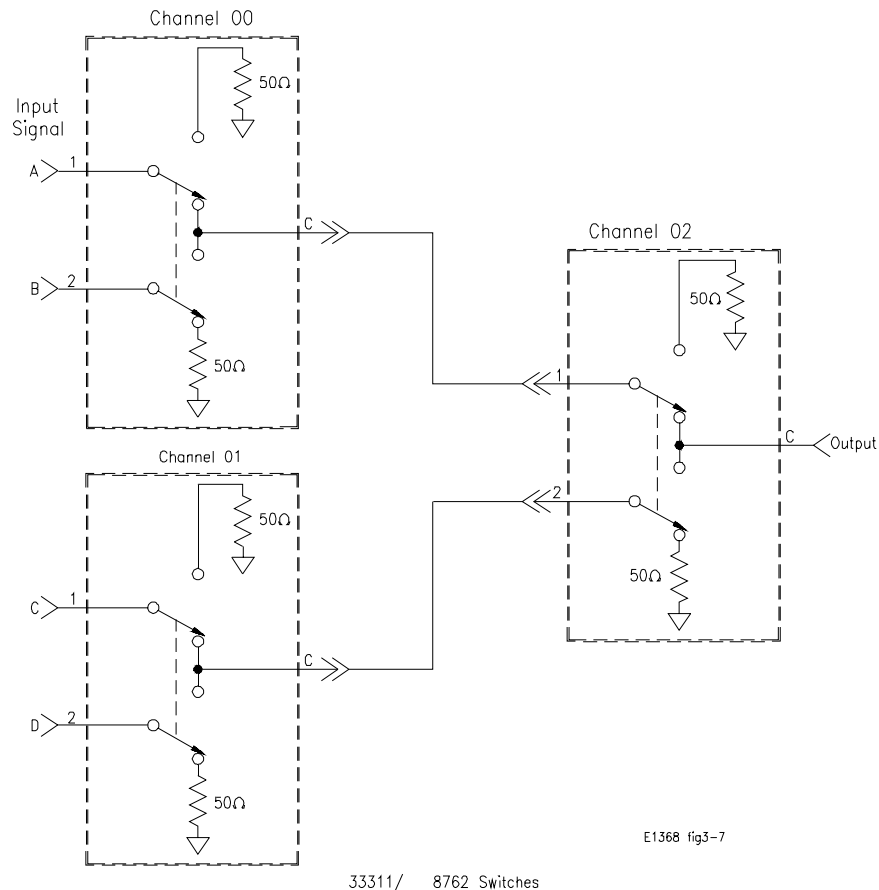 Channel 00
50Ω
Input
Signal
A 1
C
B 2
50Ω
Channel 02
50Ω
1
C Output
2
50Ω
Channel 01
50Ω
C 1
C
D 2
50Ω
E1368 fig3-7
33311/ 8762 Switches